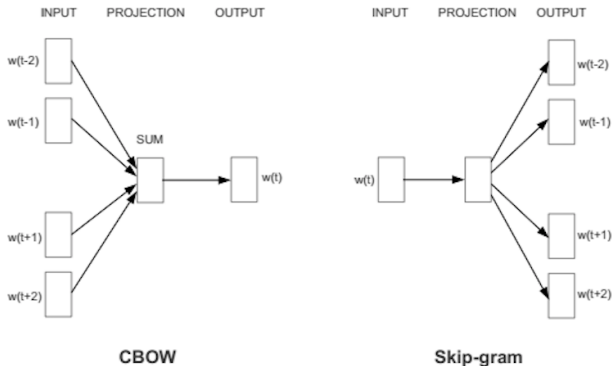 INPUT PROJECTION OUTPUT
w(t-2)
w(t-1)
SUM
w(t)
w(t+1)
w(t+2)
CBOW
INPUT PROJECTION OUTPUT
w(t-2)
w(t-1)
w(t)
w(t+1)
w(t+2)
Skip-gram